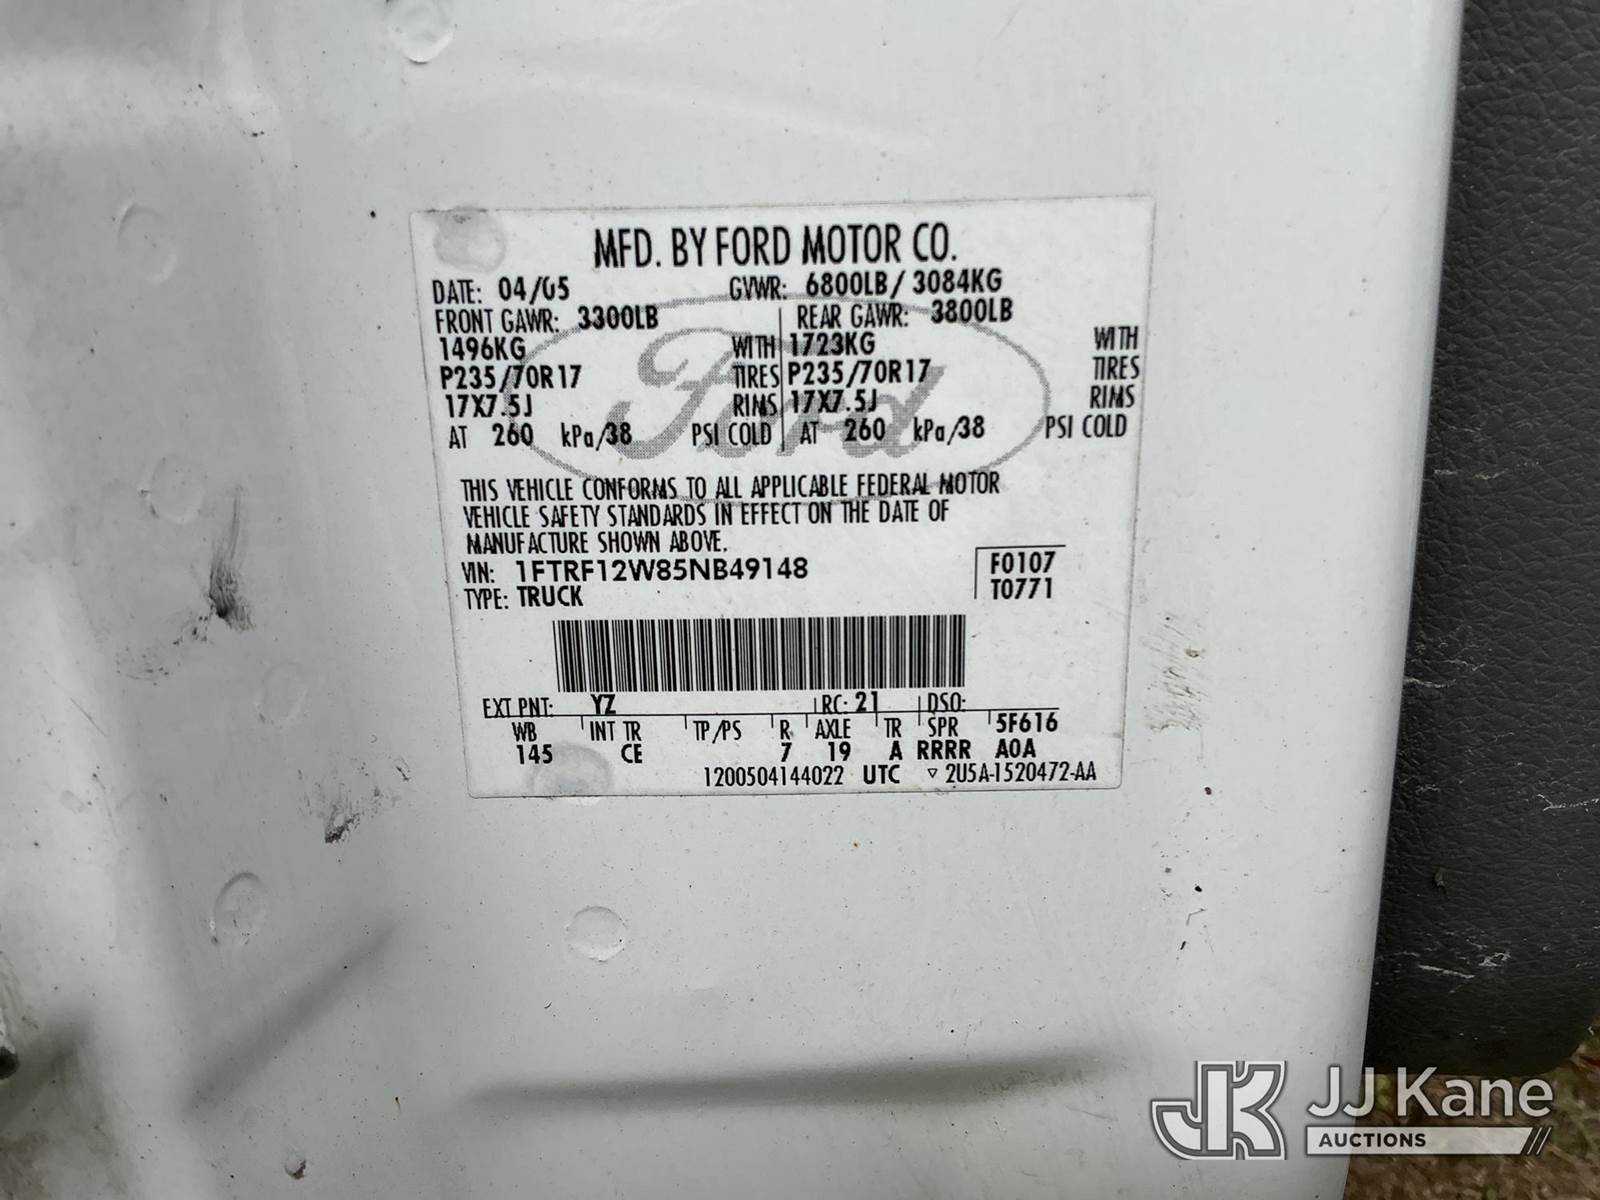 MFD. BY FORD MOTOR CO.
DATE: 04/05 GVWR: 6800LB / 3084KG
FRONT GAWR: 3300LB REAR GAWR: 3800LB
1496KG WITH 1723KG WITH
P235/70R17 TIRES P235/70R17 TIRES
17X7.5J RIMS 17X7.5J RIMS
AT 260 kPa/38 PSI COLD AT 260 kPa/38 PSI COLD
Ford
THIS VEHICLE CONFORMS TO ALL APPLICABLE FEDERAL MOTOR
VEHICLE SAFETY STANDARDS IN EFFECT ON THE DATE OF
MANUFACTURE SHOWN ABOVE.
VIN: 1FTRF12W85NB49148 F0107
TYPE: TRUCK T0771
EXT PNT: YZ RC: 21 DSO:
WB INT TR TP/PS R AXLE TR SPR 5F616
145 CE 7 19 A RRRR A0A
1200504144022 UTC ▽ 2U5A-1520472-AA
JK JJ Kane
AUCTIONS